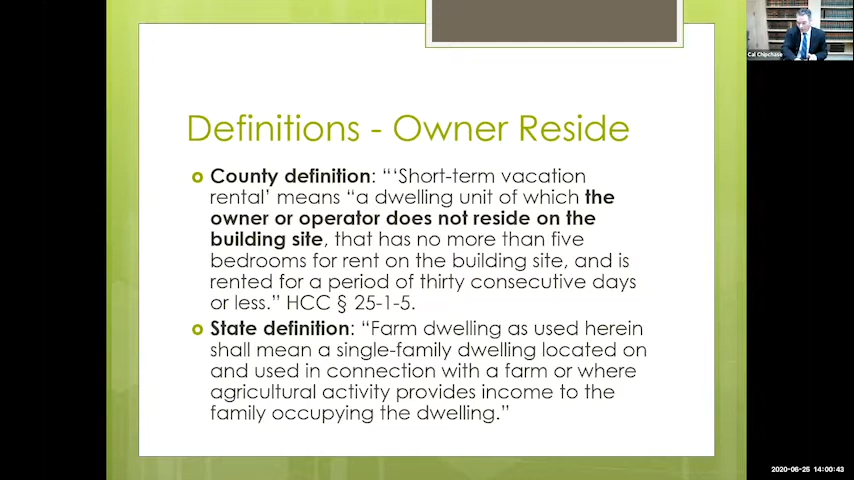 Cal Chipchase
Definitions - Owner Reside
County definition: “‘Short-term vacation
rental’ means “a dwelling unit of which the
owner or operator does not reside on the
building site, that has no more than five
bedrooms for rent on the building site, and is
rented for a period of thirty consecutive days
or less.” HCC § 25-1-5.
State definition: “Farm dwelling as used herein
shall mean a single-family dwelling located on
and used in connection with a farm or where
agricultural activity provides income to the
family occupying the dwelling.”
2020-06-25 14:00:43